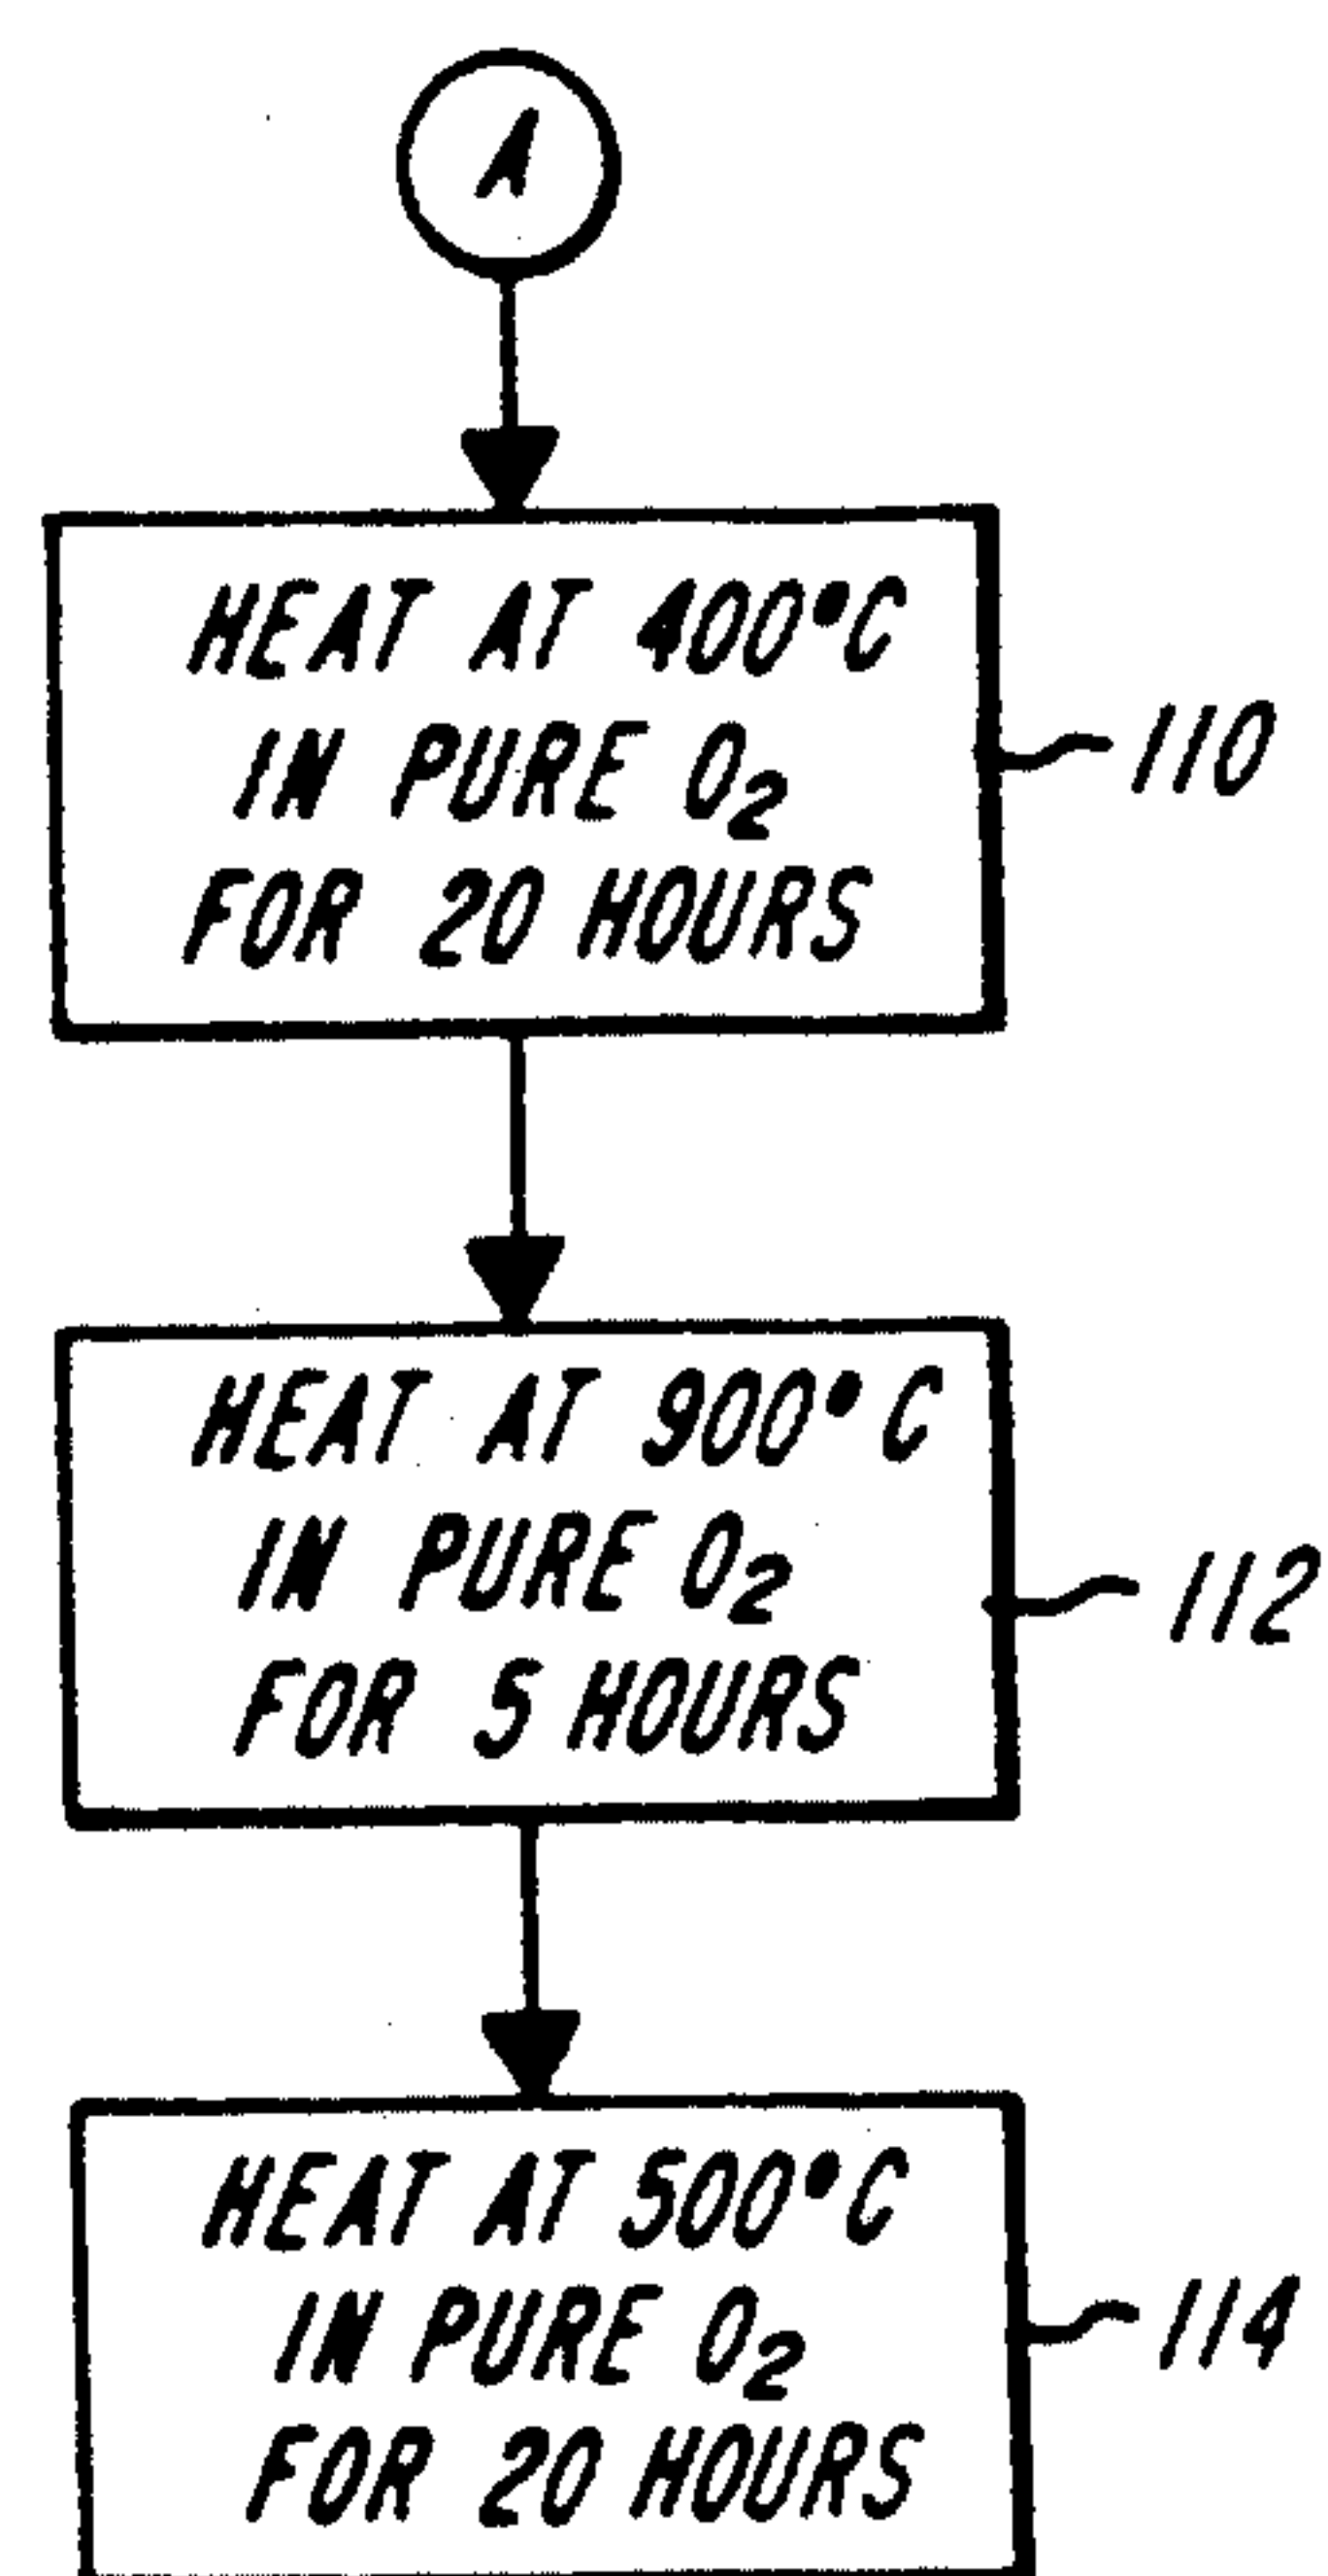 A
HEAT AT 400°C
IN PURE O₂
FOR 20 HOURS
110
HEAT AT 900°C
IN PURE O₂
FOR 5 HOURS
112
HEAT AT 500°C
IN PURE O₂
FOR 20 HOURS
114